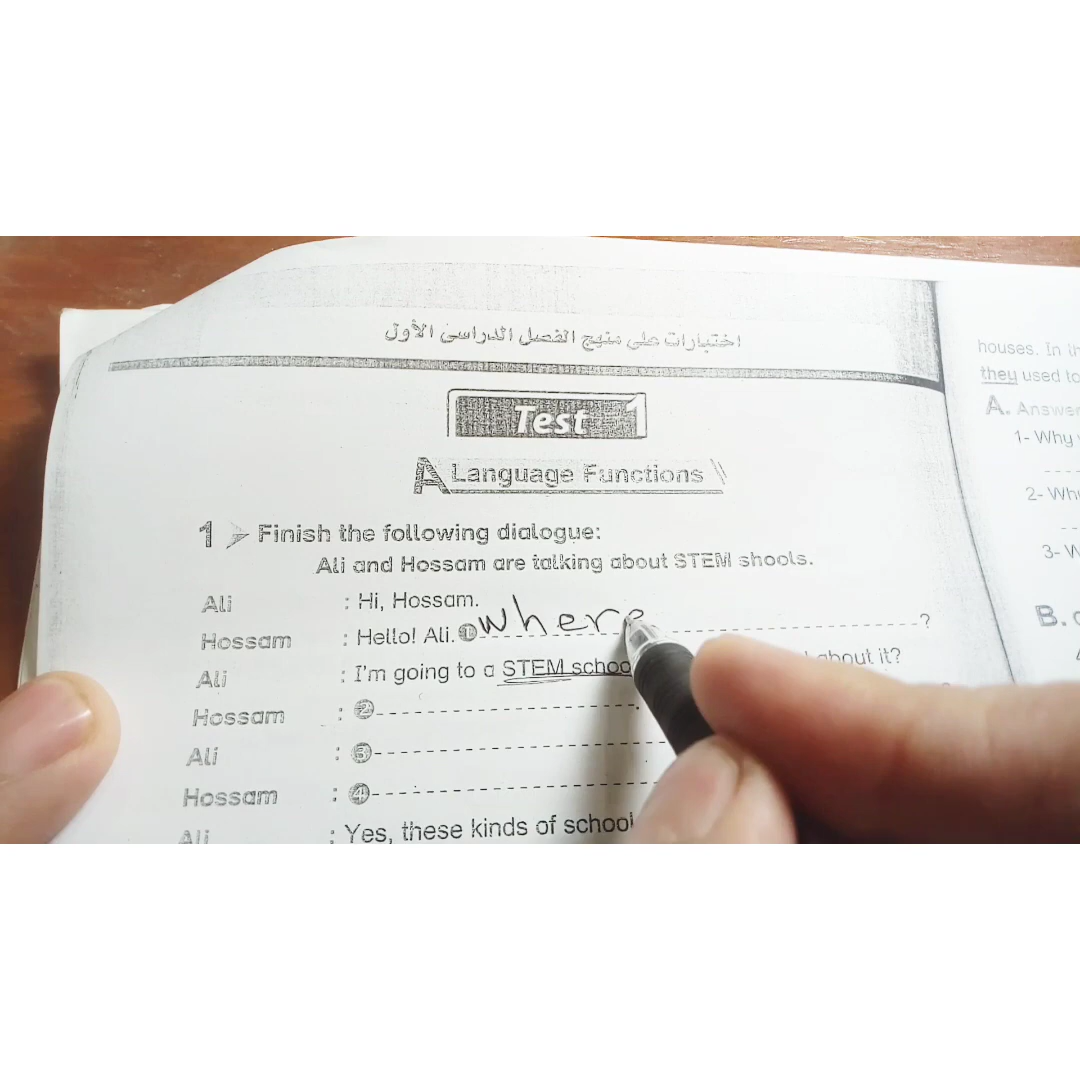 اختبارات على منهج الفصل الدراسى الأول
Test 1
A Language Functions
1 Finish the following dialogue:
Ali and Hossam are talking about STEM shools.
Ali : Hi, Hossam.
Hossam : Hello! Ali. ① where ?
Ali : I'm going to a STEM schoo about it?
Hossam : ② .
Ali : ③
Hossam : ④
Ali : Yes, these kinds of school
houses. In
they used to
A. Answer
1- Why
2- Wh
3- W
B.